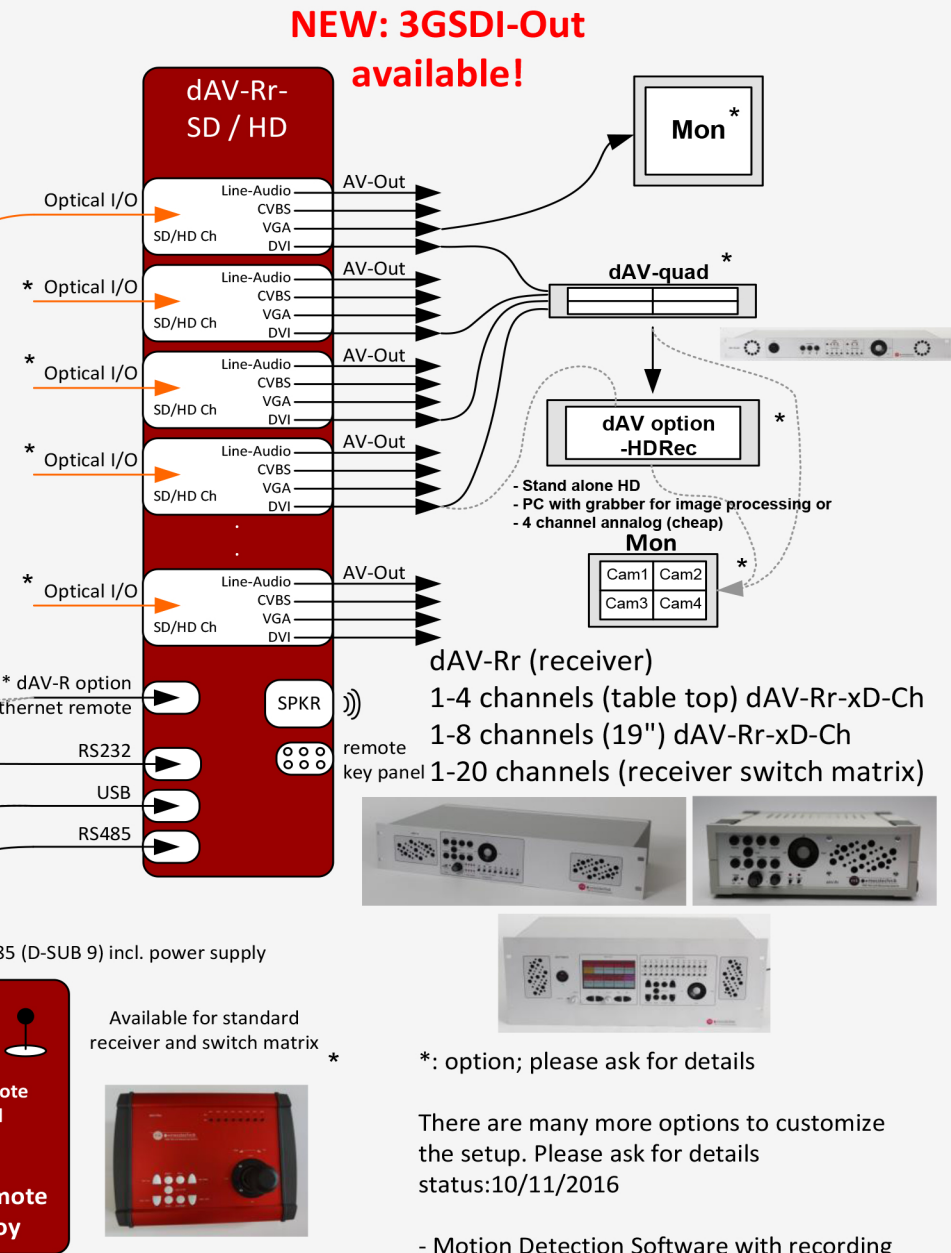 NEW: 3GSDI-Out
available!
dAV-Rr-
SD / HD
Mon *
Optical I/O
Line-Audio
CVBS
VGA
DVI
SD/HD Ch
AV-Out
* Optical I/O
Line-Audio
CVBS
VGA
DVI
SD/HD Ch
AV-Out
dAV-quad *
* Optical I/O
Line-Audio
CVBS
VGA
DVI
SD/HD Ch
AV-Out
dAV option
-HDRec
*
* Optical I/O
Line-Audio
CVBS
VGA
DVI
SD/HD Ch
AV-Out
- Stand alone HD
- PC with grabber for image processing or
- 4 channel annalog (cheap)
Mon
*
Cam1 Cam2
Cam3 Cam4
.
.
* Optical I/O
Line-Audio
CVBS
VGA
DVI
SD/HD Ch
AV-Out
* dAV-R option
thernet remote
RS232
USB
RS485
SPKR
remote
key panel
dAV-Rr (receiver)
1-4 channels (table top) dAV-Rr-xD-Ch
1-8 channels (19") dAV-Rr-xD-Ch
1-20 channels (receiver switch matrix)
85 (D-SUB 9) incl. power supply
Available for standard
receiver and switch matrix *
ote
mote
oy
*: option; please ask for details
There are many more options to customize
the setup. Please ask for details
status:10/11/2016
- Motion Detection Software with recording